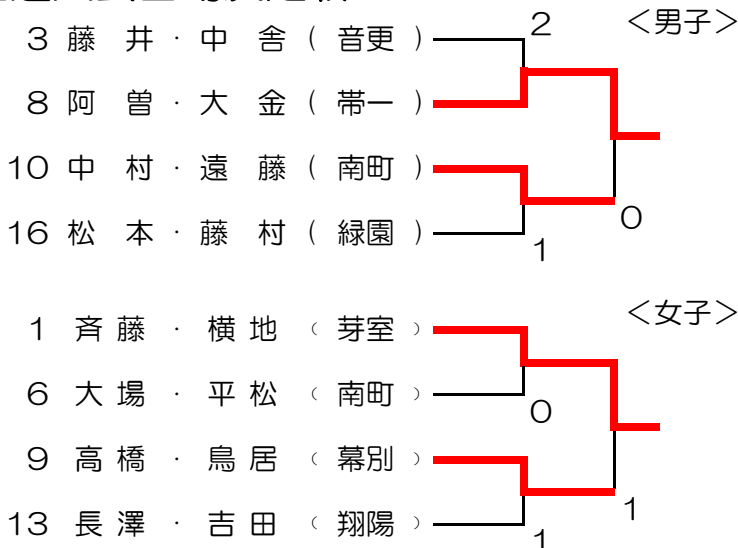 ＜男子＞
3 藤 井 · 中 舎 ( 音更 ) 2
8 阿 曽 · 大 金 ( 帯一 )
10 中 村 · 遠 藤 ( 南町 )
0
16 松 本 · 藤 村 ( 緑園 ) 1
＜女子＞
1 斉 藤 · 横 地 ( 芽室 )
6 大 場 · 平 松 ( 南町 ) 0
9 高 橋 · 鳥 居 ( 幕別 )
1
13 長 澤 · 吉 田 ( 翔陽 ) 1